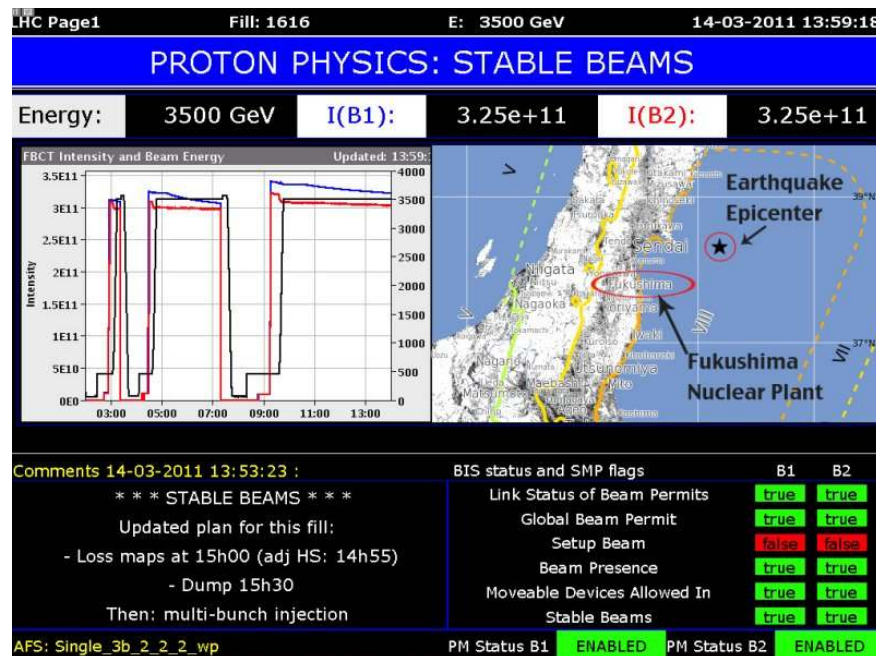 LHC Page1 Fill: 1616 E: 3500 GeV 14-03-2011 13:59:18
PROTON PHYSICS: STABLE BEAMS
Energy: 3500 GeV I(B1): 3.25e+11 I(B2): 3.25e+11
FBCT Intensity and Beam Energy Updated: 13:59:
3.5E11
3E11
2.5E11
2E11
1.5E11
1E11
5E10
0E0
Intensity
4000
3500
3000
2500
2000
1500
1000
500
0
03:00 05:00 07:00 09:00 11:00 13:00
Earthquake
Epicenter
39°N
Sendai
Niigata
Fukushima
Nagaoka
Koriyama
Iwaki
VIII
VII
V
V
37°N
Nagano
Utsunomiya
Maebashi
Mito
Matsumoto
Kashima
Fukushima
Nuclear Plant
Comments 14-03-2011 13:53:23 :
* * * STABLE BEAMS * * *
Updated plan for this fill:
- Loss maps at 15h00 (adj HS: 14h55)
- Dump 15h30
Then: multi-bunch injection
BIS status and SMP flags B1 B2
Link Status of Beam Permits true true
Global Beam Permit true true
Setup Beam false false
Beam Presence true true
Moveable Devices Allowed In true true
Stable Beams true true
AFS: Single_3b_2_2_2_wp PM Status B1 ENABLED PM Status B2 ENABLED